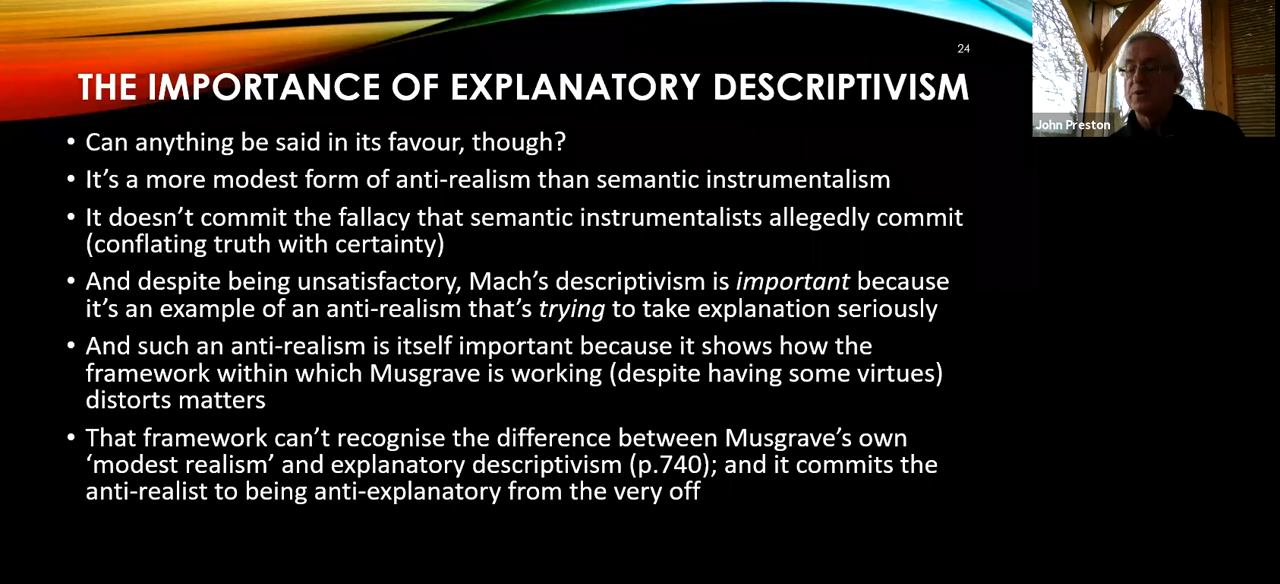 24
THE IMPORTANCE OF EXPLANATORY DESCRIPTIVISM
John Preston
• Can anything be said in its favour, though?
• It's a more modest form of anti-realism than semantic instrumentalism
• It doesn't commit the fallacy that semantic instrumentalists allegedly commit
(conflating truth with certainty)
• And despite being unsatisfactory, Mach's descriptivism is important because
it's an example of an anti-realism that's trying to take explanation seriously
• And such an anti-realism is itself important because it shows how the
framework within which Musgrave is working (despite having some virtues)
distorts matters
• That framework can't recognise the difference between Musgrave's own
'modest realism' and explanatory descriptivism (p.740); and it commits the
anti-realist to being anti-explanatory from the very off